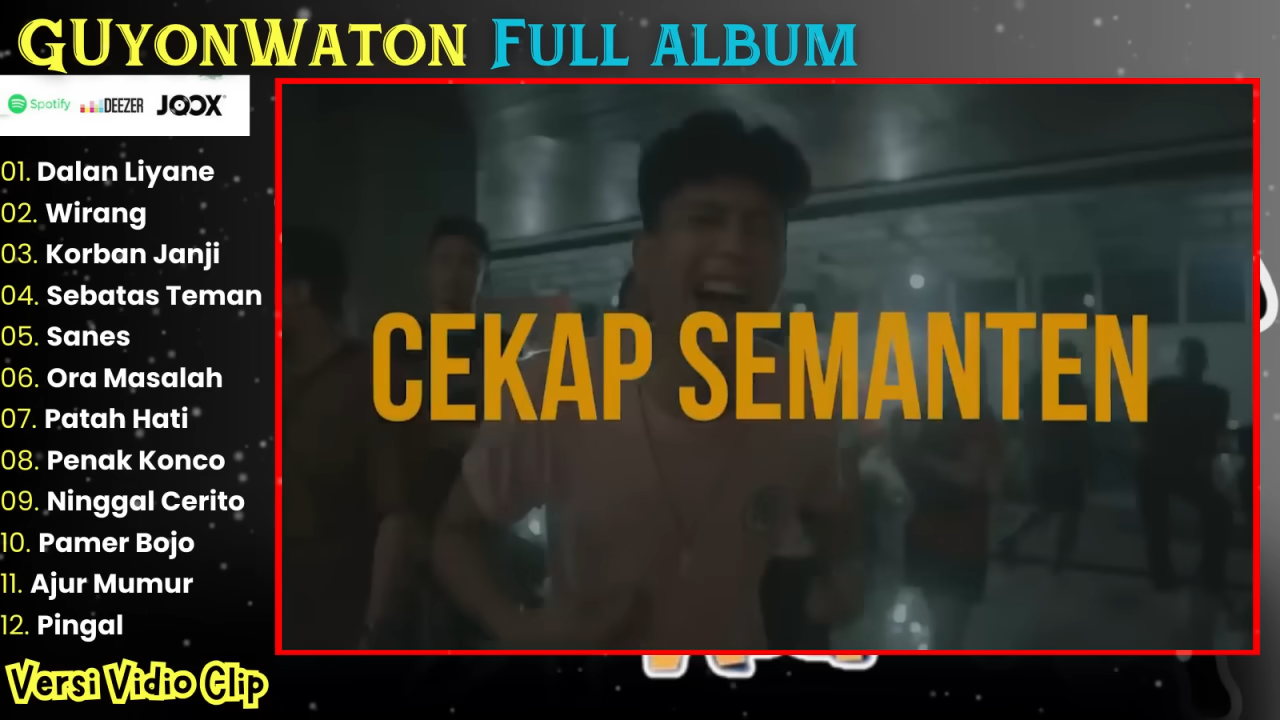 GUYONWATON FULL ALBUM
Spotify DEEZER JOOX
01. Dalan Liyane
02. Wirang
03. Korban Janji
04. Sebatas Teman
05. Sanes
06. Ora Masalah
07. Patah Hati
08. Penak Konco
09. Ninggal Cerito
10. Pamer Bojo
11. Ajur Mumur
12. Pingal
Versi Vidio Clip
CEKAP SEMANTEN